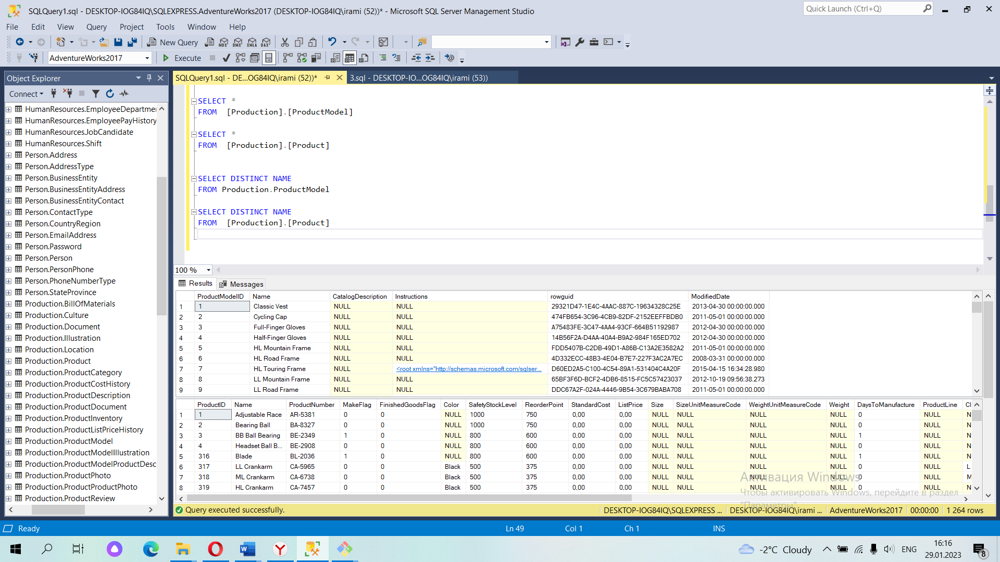 SQLQuery1.sql - DESKTOP-IOG84IQ\SQLEXPRESS.AdventureWorks2017 (DESKTOP-IOG84IQ\irami (52))* - Microsoft SQL Server Management Studio
Quick Launch (Ctrl+Q)
File Edit View Query Project Tools Window Help
New Query MDX DMX XMLA DAX
AdventureWorks2017 Execute
Object Explorer
Connect
HumanResources.EmployeeDepartmer
HumanResources.EmployeePayHistory
HumanResources.JobCandidate
HumanResources.Shift
Person.Address
Person.AddressType
Person.BusinessEntity
Person.BusinessEntityAddress
Person.BusinessEntityContact
Person.ContactType
Person.CountryRegion
Person.EmailAddress
Person.Password
Person.Person
Person.PersonPhone
Person.PhoneNumberType
Person.StateProvince
Production.BillOfMaterials
Production.Culture
Production.Document
Production.Illustration
Production.Location
Production.Product
Production.ProductCategory
Production.ProductCostHistory
Production.ProductDescription
Production.ProductDocument
Production.ProductInventory
Production.ProductListPriceHistory
Production.ProductModel
Production.ProductModelIllustration
Production.ProductModelProductDesc
Production.ProductPhoto
Production.ProductProductPhoto
Production.ProductReview
SQLQuery1.sql - DE...OG84IQ\irami (52))* 3.sql - DESKTOP-IO...OG84IQ\irami (53))
SELECT *
FROM [Production].[ProductModel]
SELECT *
FROM [Production].[Product]
SELECT DISTINCT NAME
FROM Production.ProductModel
SELECT DISTINCT NAME
FROM [Production].[Product]
100 %
Results Messages
ProductModelID Name CatalogDescription Instructions rowguid ModifiedDate
1 1 Classic Vest NULL NULL 29321D47-1E4C-4AAC-887C-19634328C25E 2013-04-30 00:00:00.000
2 2 Cycling Cap NULL NULL 474FB654-3C96-4CB9-82DF-2152EEFFBDB0 2011-05-01 00:00:00.000
3 3 Full-Finger Gloves NULL NULL A75483FE-3C47-4AA4-93CF-664B51192987 2012-04-30 00:00:00.000
4 4 Half-Finger Gloves NULL NULL 14B56F2A-D4AA-40A4-B9A2-984F165ED702 2012-04-30 00:00:00.000
5 5 HL Mountain Frame NULL NULL FDD5407B-C2DB-49D1-A86B-C13A2E3582A2 2011-05-01 00:00:00.000
6 6 HL Road Frame NULL NULL 4D332ECC-48B3-4E04-B7E7-227F3AC2A7EC 2008-03-31 00:00:00.000
7 7 HL Touring Frame NULL <root xmlns="http://schemas.microsoft.com/sqlser... D60ED2A5-C100-4C54-89A1-531404C4A20F 2015-04-15 16:34:28.980
8 8 LL Mountain Frame NULL NULL 65BF3F6D-BCF2-4DB6-8515-FC5C57423037 2012-10-19 09:56:38.273
9 9 LL Road Frame NULL NULL DDC67A2F-024A-4446-9B54-3C679BABA708 2011-05-01 00:00:00.000
ProductID Name ProductNumber MakeFlag FinishedGoodsFlag Color SafetyStockLevel ReorderPoint StandardCost ListPrice Size SizeUnitMeasureCode WeightUnitMeasureCode Weight DaysToManufacture ProductLine Cl
1 1 Adjustable Race AR-5381 0 0 NULL 1000 750 0,00 0,00 NULL NULL NULL NULL 0 NULL N
2 2 Bearing Ball BA-8327 0 0 NULL 1000 750 0,00 0,00 NULL NULL NULL NULL 0 NULL N
3 3 BB Ball Bearing BE-2349 1 0 NULL 800 600 0,00 0,00 NULL NULL NULL NULL 1 NULL N
4 4 Headset Ball B... BE-2908 0 0 NULL 800 600 0,00 0,00 NULL NULL NULL NULL 0 NULL N
5 316 Blade BL-2036 1 0 NULL 800 600 0,00 0,00 NULL NULL NULL NULL 1 NULL N
6 317 LL Crankarm CA-5965 0 0 Black 500 375 0,00 0,00 NULL NULL NULL NULL 0 NULL L
7 318 ML Crankarm CA-6738 0 0 Black 500 375 0,00 0,00 NULL NULL NULL NULL 0 NULL M
8 319 HL Crankarm CA-7457 0 0 Black 500 375 0,00 0,00 NULL NULL NULL NULL 0 NULL N
Активация Windows
Чтобы активировать Windows, перейдите в раздел
"Параметры".
Query executed successfully. DESKTOP-IOG84IQ\SQLEXPRESS ... DESKTOP-IOG84IQ\irami ... AdventureWorks2017 00:00:00 1 264 rows
Ready Ln 49 Col 1 Ch 1 INS
-2°C Cloudy ENG 16:16
29.01.2023
8